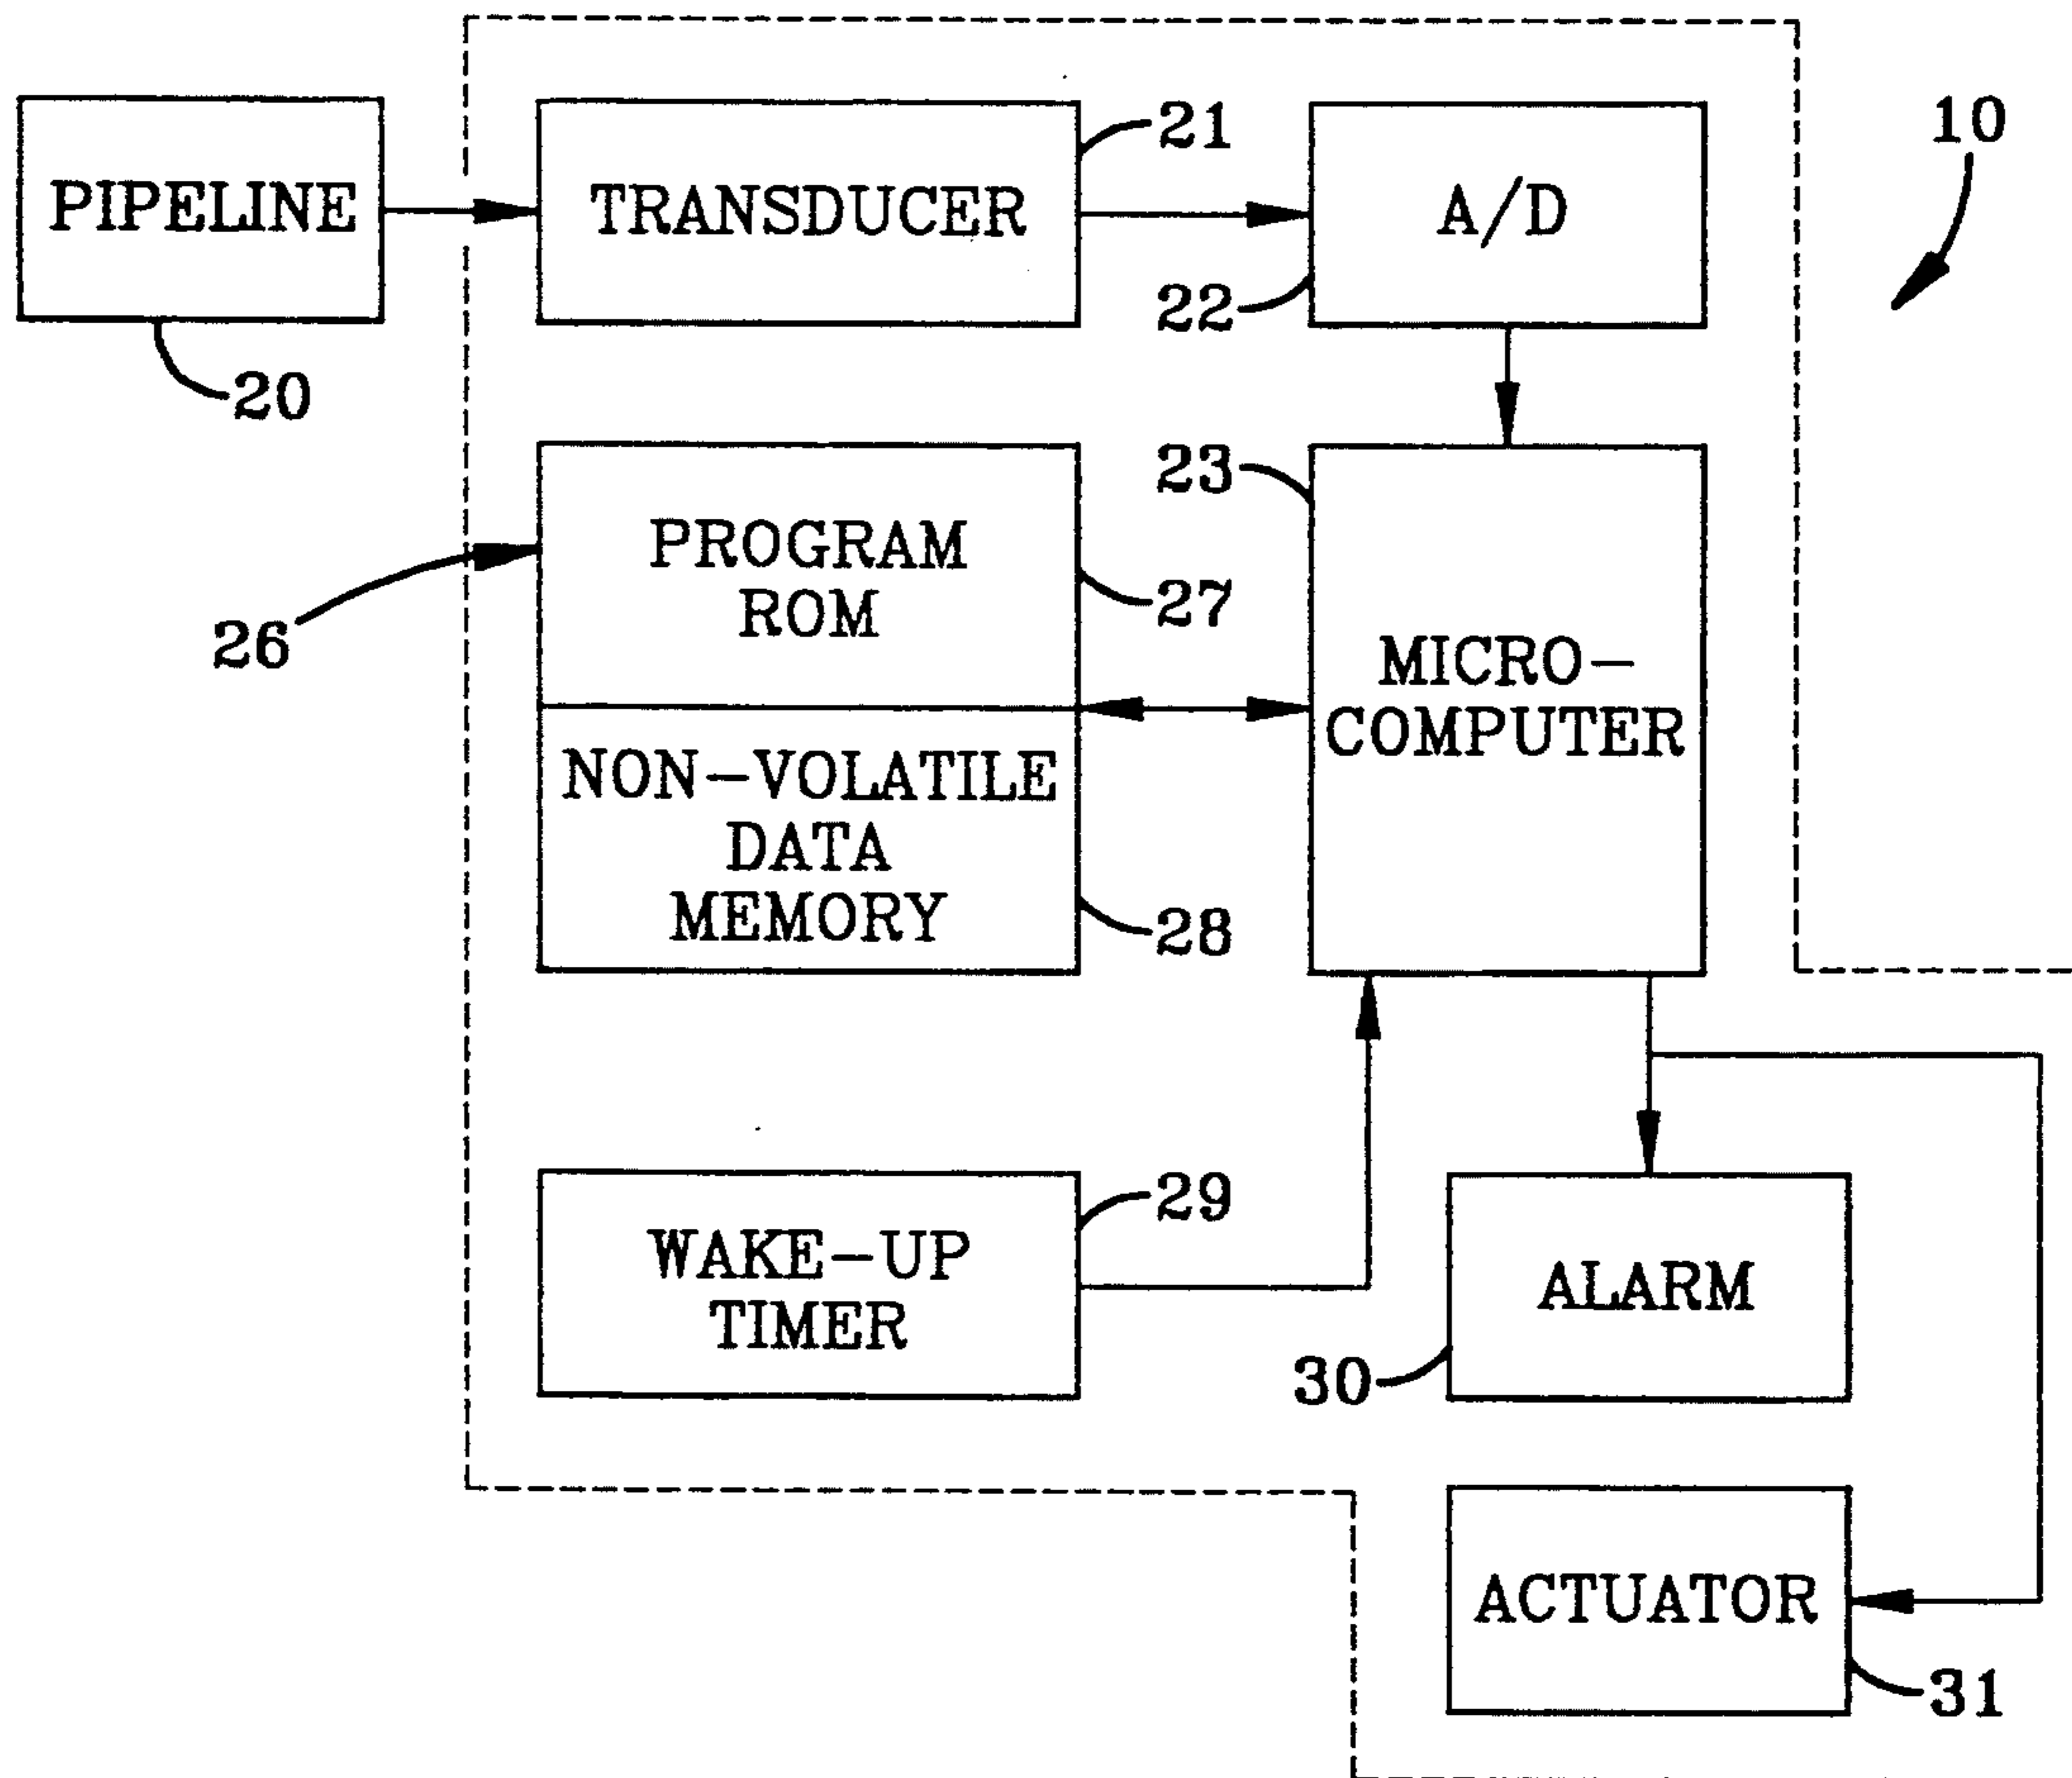 PIPELINE
20
TRANSDUCER
21
A/D
22
10
26
PROGRAM
ROM
27
NON-VOLATILE
DATA
MEMORY
28
23
MICRO-
COMPUTER
WAKE-UP
TIMER
29
ALARM
30
ACTUATOR
31